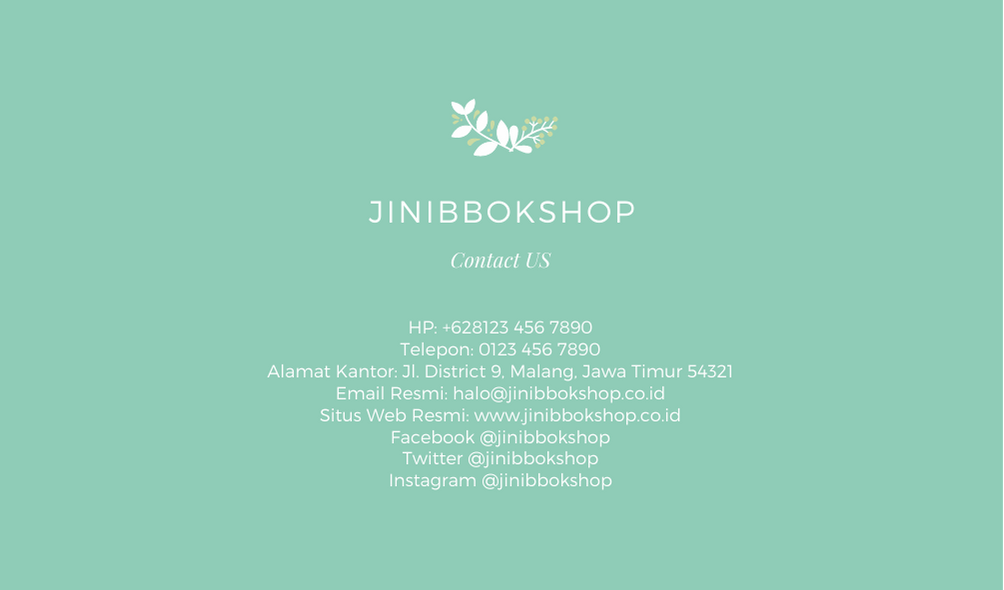 JINIBBOKSHOP
Contact US
HP: +628123 456 7890
Telepon: 0123 456 7890
Alamat Kantor: Jl. District 9, Malang, Jawa Timur 54321
Email Resmi: halo@jinibbokshop.co.id
Situs Web Resmi: www.jinibbokshop.co.id
Facebook @jinibbokshop
Twitter @jinibbokshop
Instagram @jinibbokshop